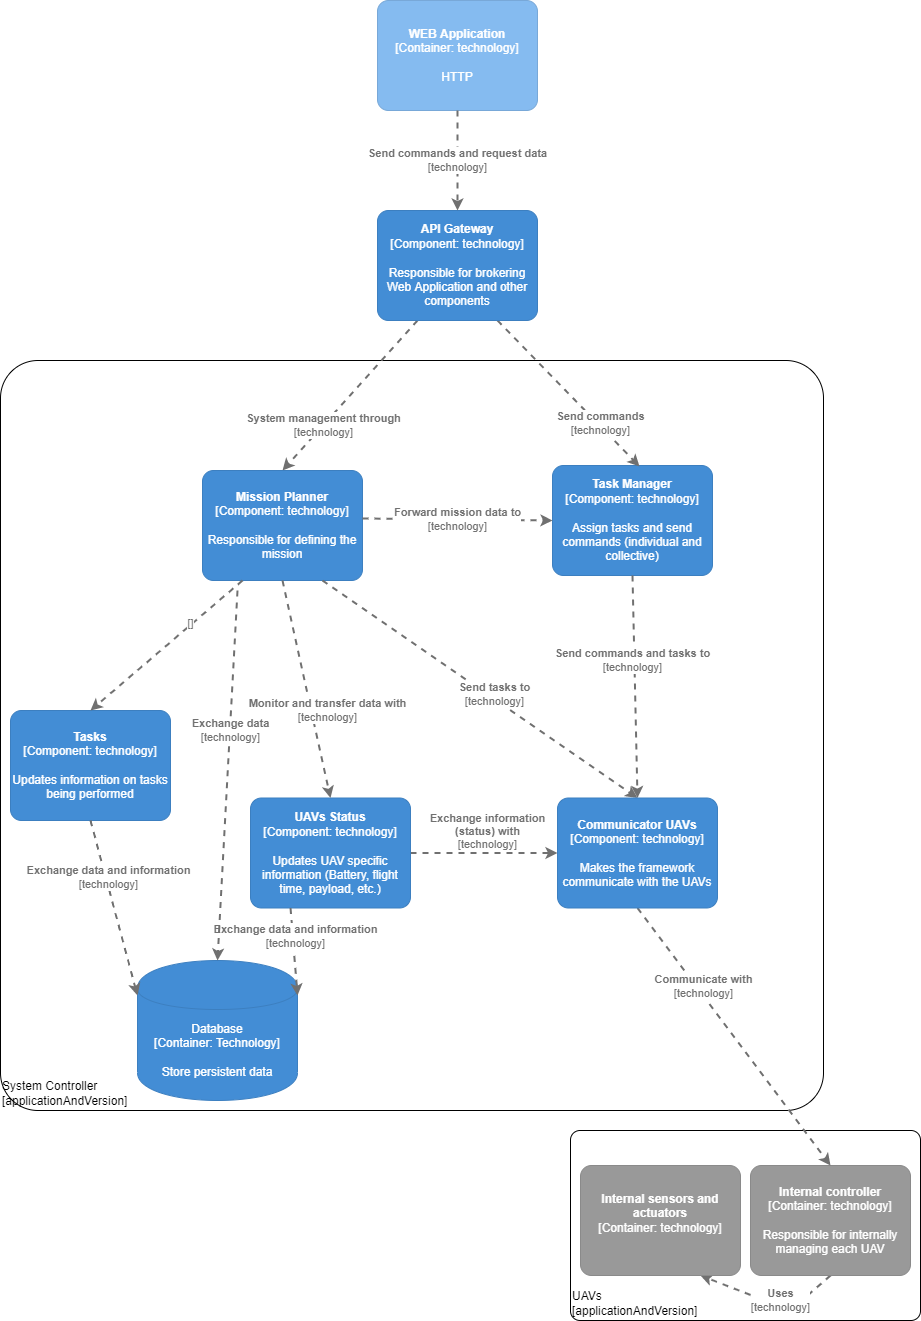 WEB Application
[Container: technology]
HTTP
Send commands and request data
[technology]
API Gateway
[Component: technology]
Responsible for brokering
Web Application and other
components
System management through
[technology]
Send commands
[technology]
Mission Planner
[Component: technology]
Responsible for defining the
mission
Forward mission data to
[technology]
Task Manager
[Component: technology]
Assign tasks and send
commands (individual and
collective)
[]
Send commands and tasks to
[technology]
Send tasks to
[technology]
Monitor and transfer data with
[technology]
Exchange data
[technology]
Tasks
[Component: technology]
Updates information on tasks
being performed
UAVs Status
[Component: technology]
Updates UAV specific
information (Battery, flight
time, payload, etc.)
Exchange information
(status) with
[technology]
Communicator UAVs
[Component: technology]
Makes the framework
communicate with the UAVs
Exchange data and information
[technology]
Exchange data and information
[technology]
Communicate with
[technology]
Database
[Container: Technology]
Store persistent data
System Controller
[applicationAndVersion]
Internal sensors and
actuators
[Container: technology]
Internal controller
[Container: technology]
Responsible for internally
managing each UAV
Uses
[technology]
UAVs
[applicationAndVersion]